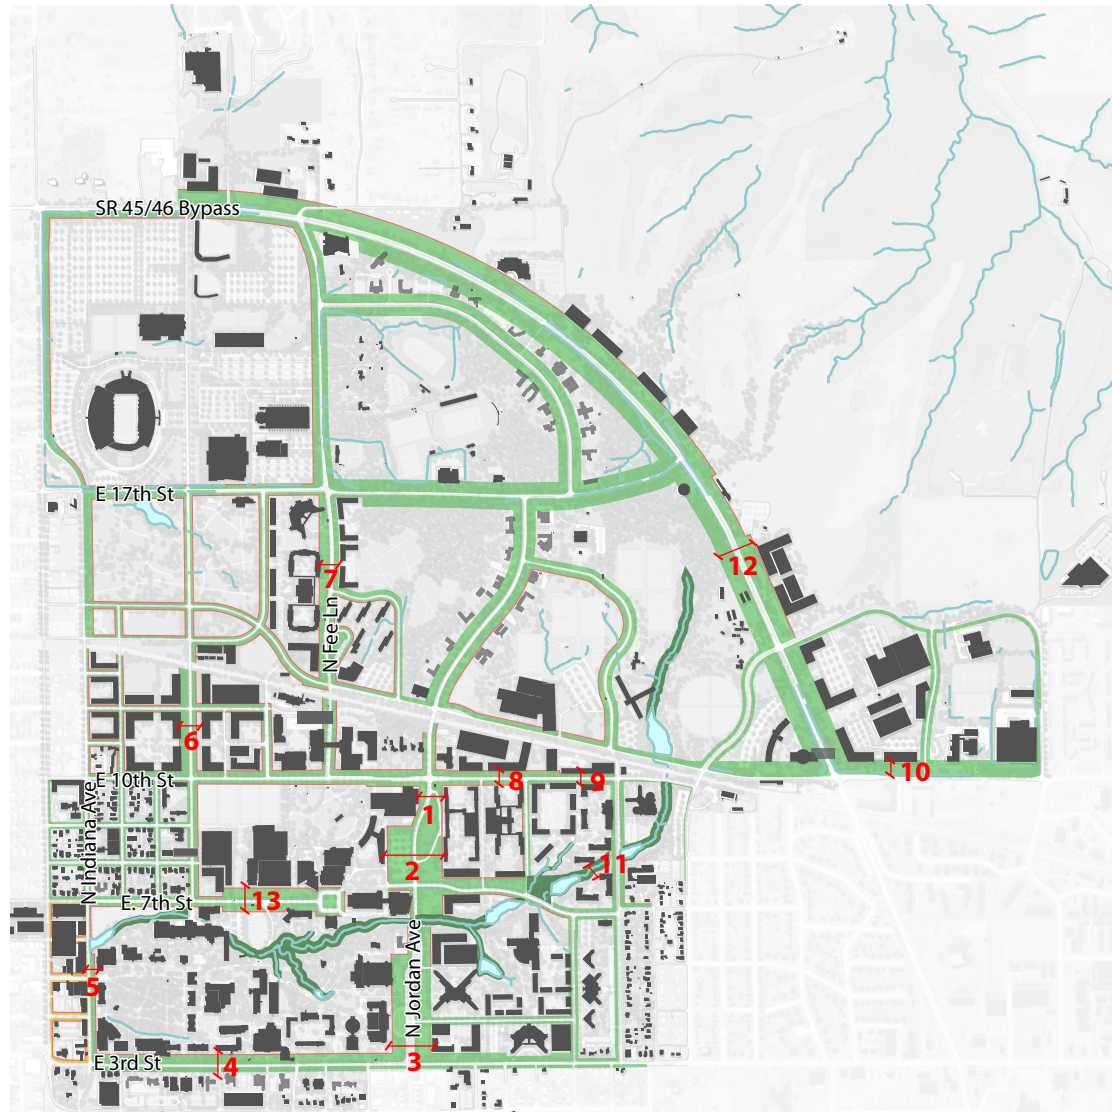 SR 45/46 Bypass
E 17th St
12
7
N Fee Ln
6
E 10th St
8
9
10
N Indiana Ave
1
2
11
13
E. 7th St
N Jordan Ave
5
E 3rd St
4
3